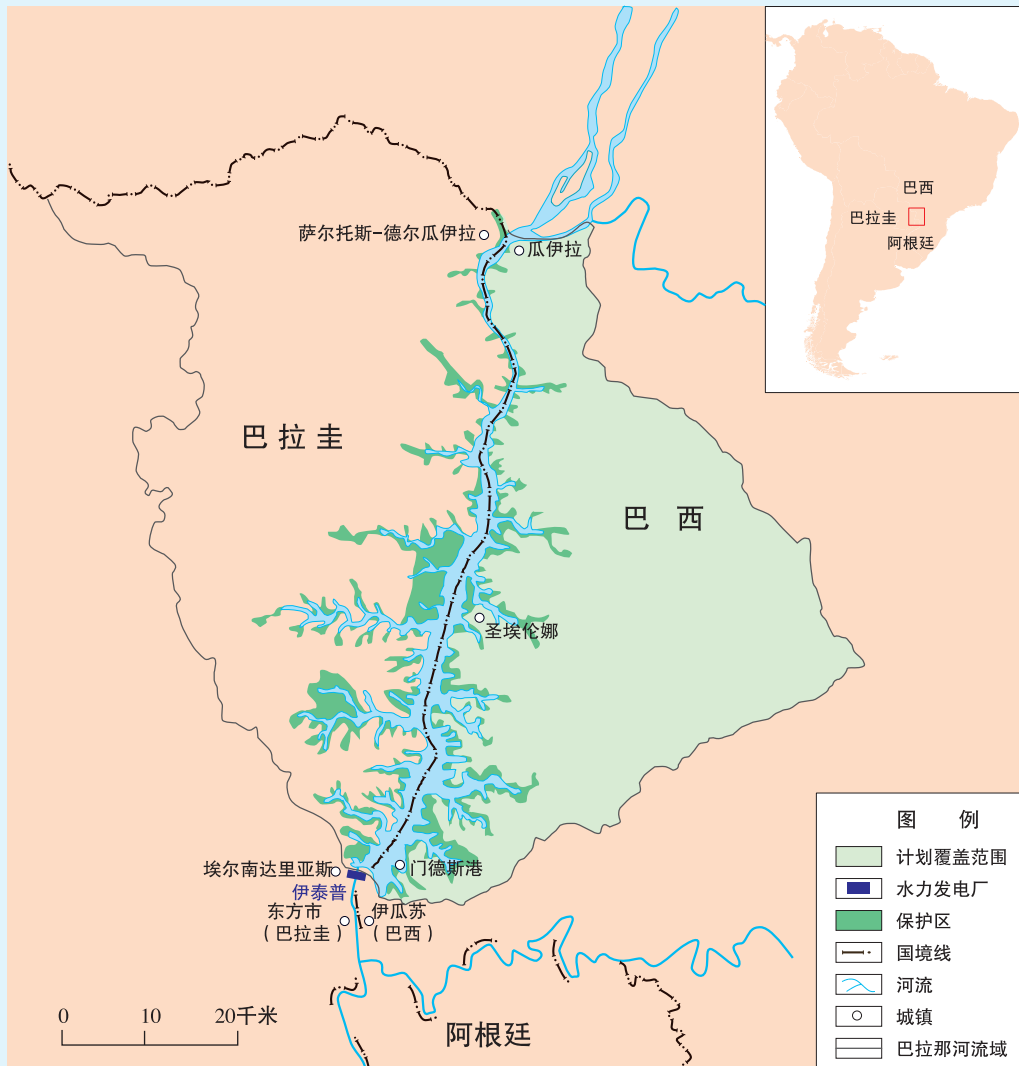 巴西
巴拉圭
阿根廷
萨尔托斯-德尔瓜伊拉
瓜伊拉
巴拉圭
巴 西
圣埃伦娜
埃尔南达里亚斯
门德斯港
伊泰普
东方市
(巴拉圭)
伊瓜苏
(巴西)
阿根廷
0 10 20千米
图 例
计划覆盖范围
水力发电厂
保护区
国境线
河流
城镇
巴拉那河流域